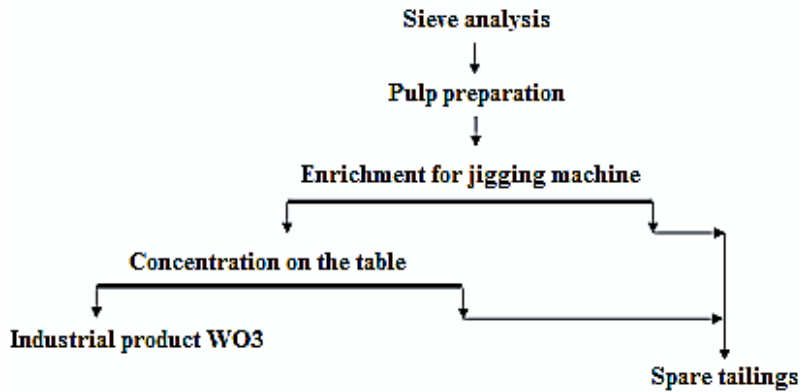 Sieve analysis
Pulp preparation
Enrichment for jigging machine
Concentration on the table
Industrial product WO3
Spare tailings